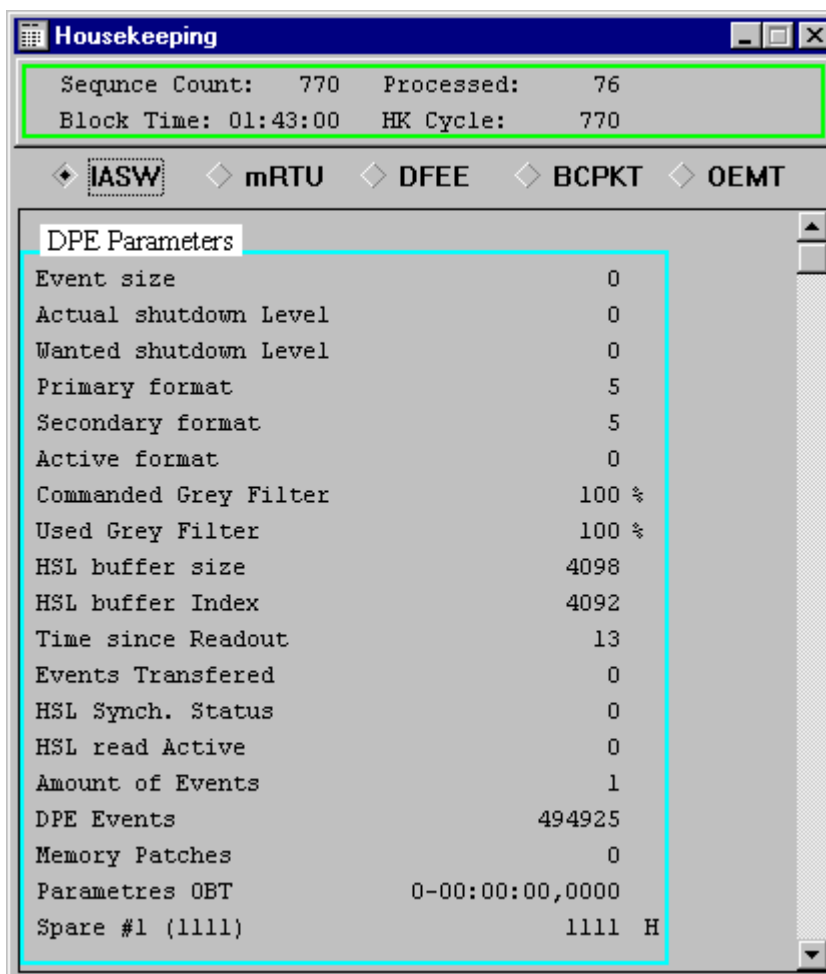 Housekeeping
Sequnce Count: 770 Processed: 76
Block Time: 01:43:00 HK Cycle: 770
IASW mRTU DFEE BCPKT OEMT
DPE Parameters
Event size 0
Actual shutdown Level 0
Wanted shutdown Level 0
Primary format 5
Secondary format 5
Active format 0
Commanded Grey Filter 100 %
Used Grey Filter 100 %
HSL buffer size 4098
HSL buffer Index 4092
Time since Readout 13
Events Transfered 0
HSL Synch. Status 0
HSL read Active 0
Amount of Events 1
DPE Events 494925
Memory Patches 0
Parametres OBT 0-00:00:00,0000
Spare #1 (1111) 1111 H